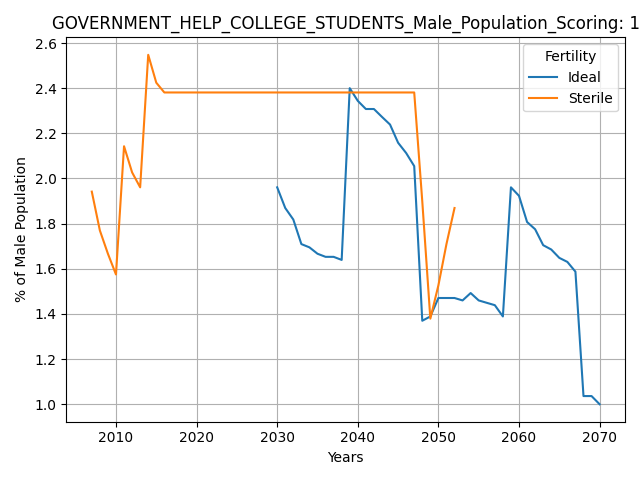 GOVERNMENT_HELP_COLLEGE_STUDENTS_Male_Population_Scoring: 1
Fertility
Ideal
Sterile
% of Male Population
2.6
2.4
2.2
2.0
1.8
1.6
1.4
1.2
1.0
2010 2020 2030 2040 2050 2060 2070
Years